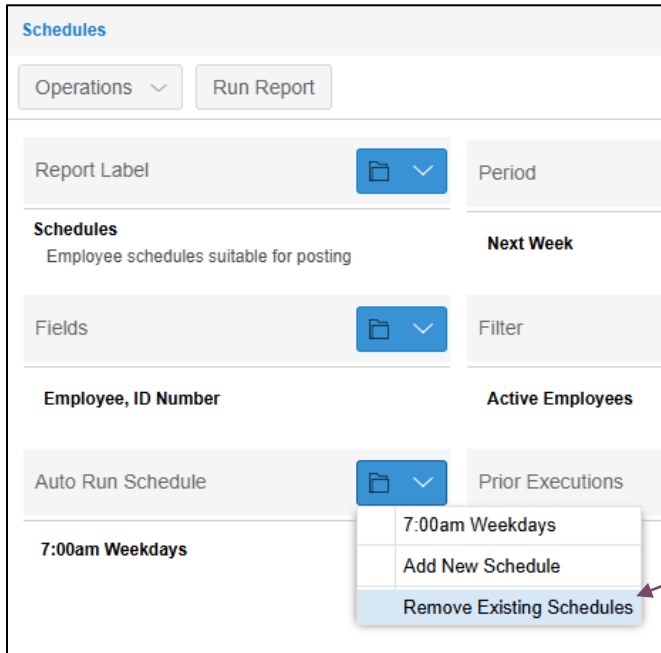 Schedules
Operations
Run Report
Report Label
Period
Schedules
Employee schedules suitable for posting
Next Week
Fields
Filter
Employee, ID Number
Active Employees
Auto Run Schedule
Prior Executions
7:00am Weekdays
7:00am Weekdays
Add New Schedule
Remove Existing Schedules